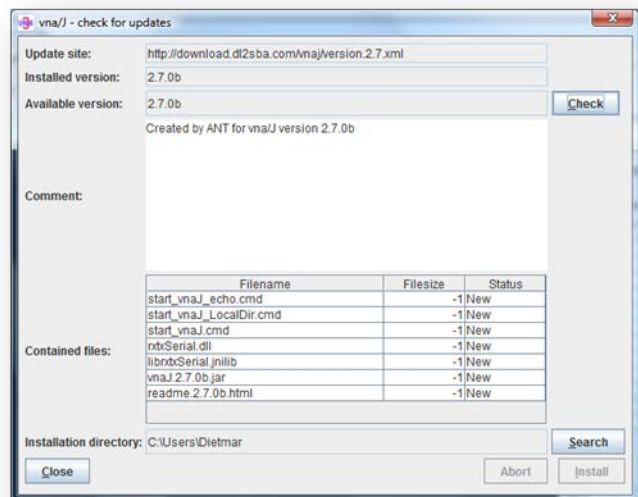 vna/J - check for updates
Update site: http://download.dl2sba.com/vnaj/version.2.7.xml
Installed version: 2.7.0b
Available version: 2.7.0b Check
Created by ANT for vna/J version 2.7.0b
Comment:
Filename Filesize Status
start_vnaJ_echo.cmd -1 New
start_vnaJ_LocalDir.cmd -1 New
start_vnaJ.cmd -1 New
rxtxSerial.dll -1 New
librxtxSerial.jnilib -1 New
vnaJ.2.7.0b.jar -1 New
readme.2.7.0b.html -1 New
Contained files:
Installation directory: C:\Users\Dietmar Search
Close Abort Install